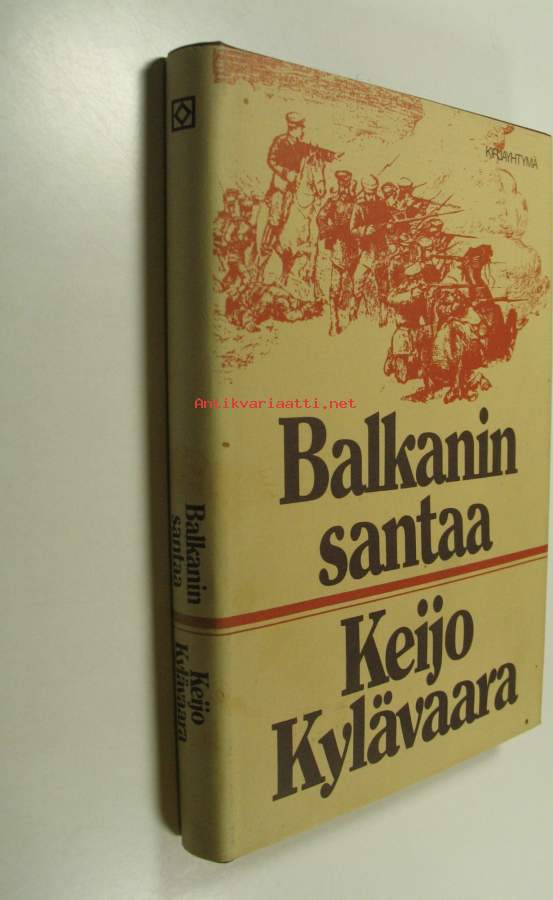 KIRJAYHTYMÄ
Antikvariaatti.net
Balkanin
santaa
Keijo
Kylävaara
Balkanin
santaa
Keijo
Kylävaara